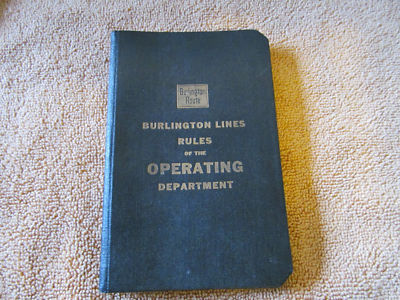 Burlington
Route
BURLINGTON LINES
RULES
OF THE
OPERATING
DEPARTMENT